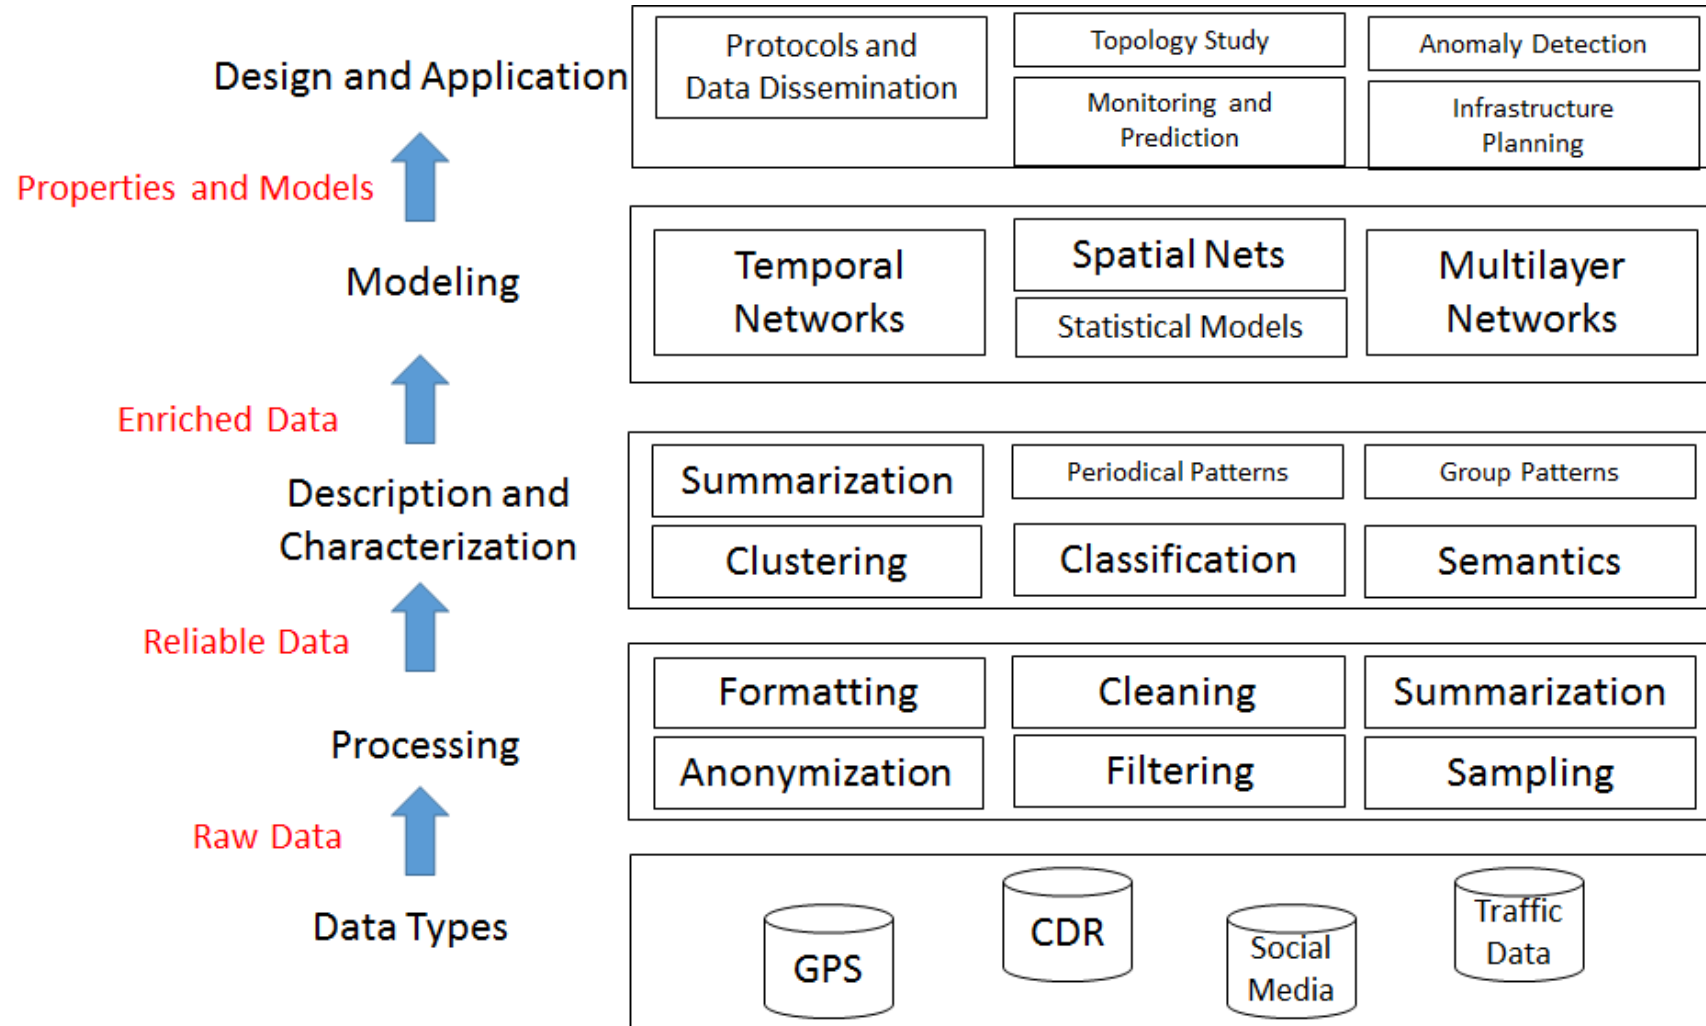 Design and Application
Protocols and
Data Dissemination
Topology Study
Monitoring and
Prediction
Anomaly Detection
Infrastructure
Planning
Properties and Models
Modeling
Temporal
Networks
Spatial Nets
Statistical Models
Multilayer
Networks
Enriched Data
Description and
Characterization
Summarization
Periodical Patterns
Group Patterns
Clustering
Classification
Semantics
Reliable Data
Processing
Formatting
Cleaning
Summarization
Anonymization
Filtering
Sampling
Raw Data
Data Types
GPS
CDR
Social
Media
Traffic
Data